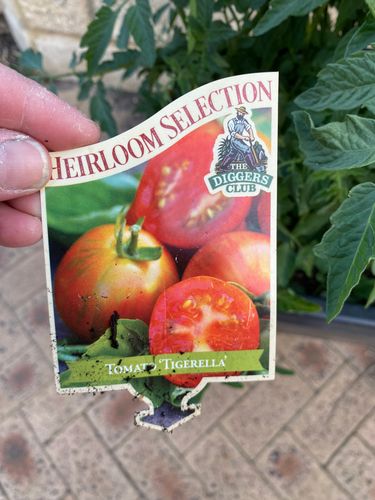 HEIRLOOM SELECTION
THE
DIGGERS
CLUB
TOMATO 'TIGERELLA'